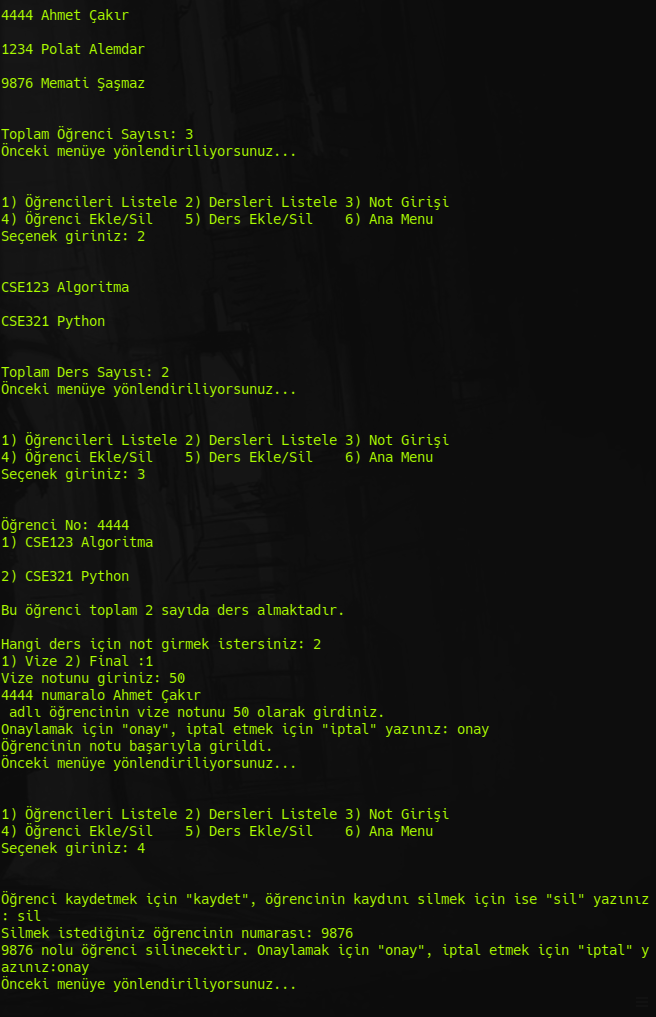 4444 Ahmet Çakır
1234 Polat Alemdar
9876 Memati Şaşmaz
Toplam Öğrenci Sayısı: 3
Önceki menüye yönlendiriliyorsunuz...
1) Öğrencileri Listele 2) Dersleri Listele 3) Not Girişi
4) Öğrenci Ekle/Sil    5) Ders Ekle/Sil    6) Ana Menu
Seçenek giriniz: 2
CSE123 Algoritma
CSE321 Python
Toplam Ders Sayısı: 2
Önceki menüye yönlendiriliyorsunuz...
1) Öğrencileri Listele 2) Dersleri Listele 3) Not Girişi
4) Öğrenci Ekle/Sil    5) Ders Ekle/Sil    6) Ana Menu
Seçenek giriniz: 3
Öğrenci No: 4444
1) CSE123 Algoritma
2) CSE321 Python
Bu öğrenci toplam 2 sayıda ders almaktadır.
Hangi ders için not girmek istersiniz: 2
1) Vize 2) Final :1
Vize notunu giriniz: 50
4444 numaralo Ahmet Çakır
 adlı öğrencinin vize notunu 50 olarak girdiniz.
Onaylamak için "onay", iptal etmek için "iptal" yazınız: onay
Öğrencinin notu başarıyla girildi.
Önceki menüye yönlendiriliyorsunuz...
1) Öğrencileri Listele 2) Dersleri Listele 3) Not Girişi
4) Öğrenci Ekle/Sil    5) Ders Ekle/Sil    6) Ana Menu
Seçenek giriniz: 4
Öğrenci kaydetmek için "kaydet", öğrencinin kaydını silmek için ise "sil" yazınız
: sil
Silmek istediğiniz öğrencinin numarası: 9876
9876 nolu öğrenci silinecektir. Onaylamak için "onay", iptal etmek için "iptal" y
azınız:onay
Önceki menüye yönlendiriliyorsunuz...